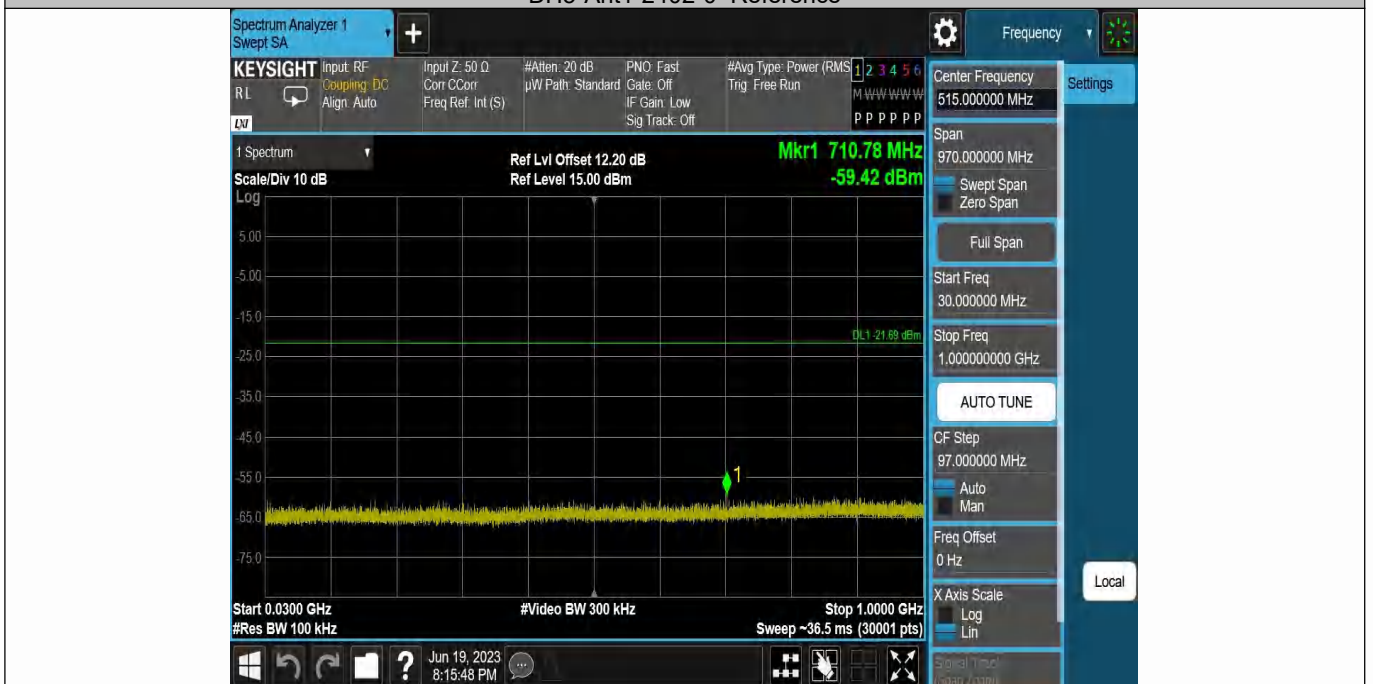 DH5-Ant1-2402-0~Reference
Spectrum Analyzer 1
Swept SA
Frequency
KEYSIGHT
RL
LXI
Input: RF
Coupling: DC
Align: Auto
Input Z: 50 Ω
Corr CCorr
Freq Ref: Int (S)
#Atten: 20 dB
µW Path: Standard
PNO: Fast
Gate: Off
IF Gain: Low
Sig Track: Off
#Avg Type: Power (RMS
Trig: Free Run
1 2 3 4 5 6
M W W W W W
P P P P P P
1 Spectrum
Scale/Div 10 dB
Log
Ref Lvl Offset 12.20 dB
Ref Level 15.00 dBm
Mkr1 710.78 MHz
-59.42 dBm
5.00
-5.00
-15.0
DL1 -21.69 dBm
-25.0
-35.0
-45.0
-55.0
1
-65.0
-75.0
Start 0.0300 GHz
#Video BW 300 kHz
Stop 1.0000 GHz
#Res BW 100 kHz
Sweep ~36.5 ms (30001 pts)
Jun 19, 2023
8:15:48 PM
Center Frequency
515.000000 MHz
Settings
Span
970.000000 MHz
Swept Span
Zero Span
Full Span
Start Freq
30.000000 MHz
Stop Freq
1.000000000 GHz
AUTO TUNE
CF Step
97.000000 MHz
Auto
Man
Freq Offset
0 Hz
Local
X Axis Scale
Log
Lin
Signal Track
(Span Zoom)